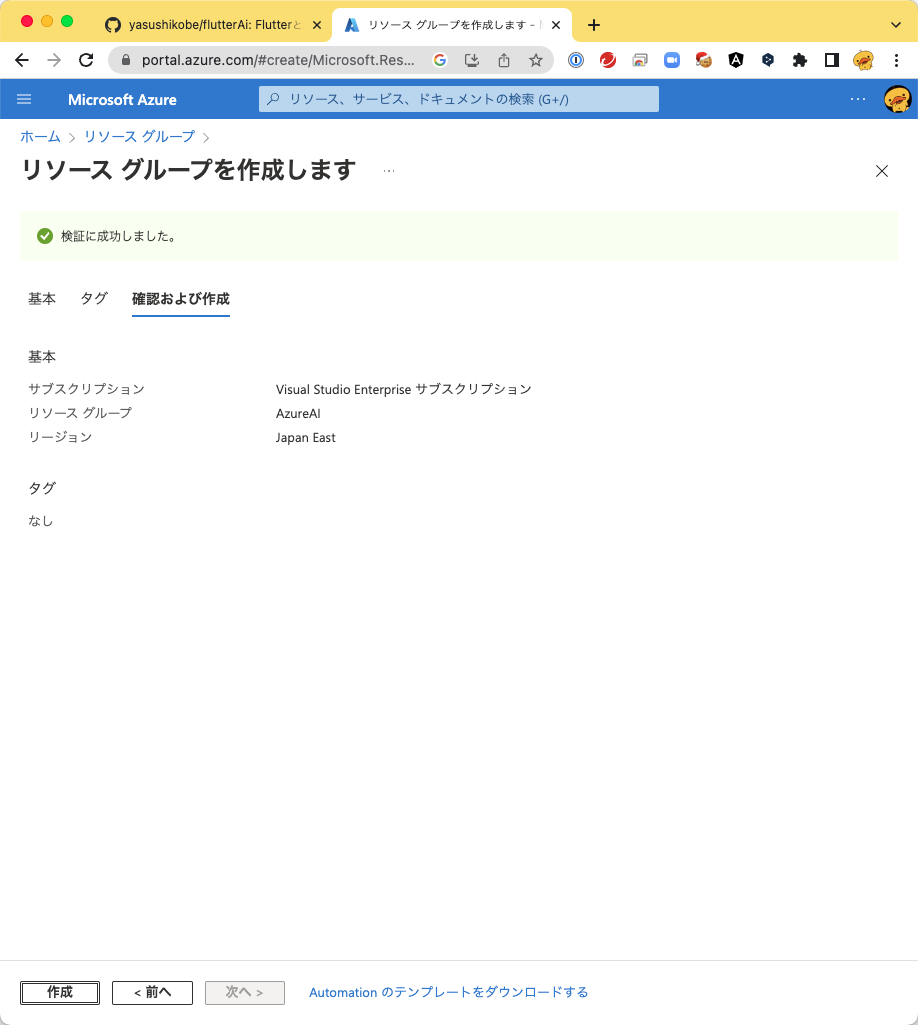 yasushikobe/flutterAi: Flutterと
リソース グループを作成します -
portal.azure.com/#create/Microsoft.Res...
Microsoft Azure
リソース、サービス、ドキュメントの検索 (G+/)
ホーム > リソース グループ >
リソース グループを作成します ...
検証に成功しました。
基本 タグ 確認および作成
基本
サブスクリプション Visual Studio Enterprise サブスクリプション
リソース グループ AzureAI
リージョン Japan East
タグ
なし
作成 < 前へ 次へ > Automation のテンプレートをダウンロードする